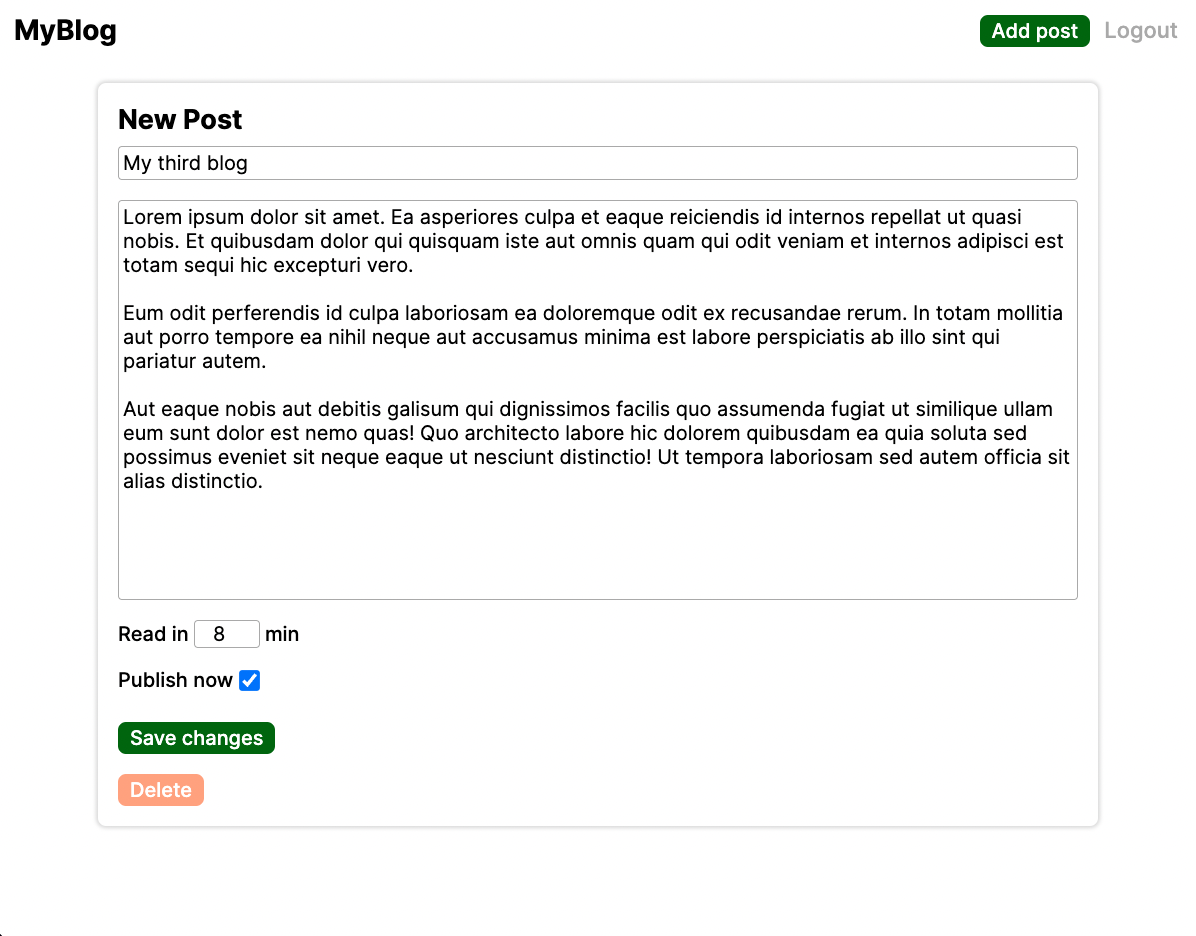 MyBlog
Add post
Logout
New Post
My third blog
Lorem ipsum dolor sit amet. Ea asperiores culpa et eaque reiciendis id internos repellat ut quasi
nobis. Et quibusdam dolor qui quisquam iste aut omnis quam qui odit veniam et internos adipisci est
totam sequi hic excepturi vero.
Eum odit perferendis id culpa laboriosam ea doloremque odit ex recusandae rerum. In totam mollitia
aut porro tempore ea nihil neque aut accusamus minima est labore perspiciatis ab illo sint qui
pariatur autem.
Aut eaque nobis aut debitis galisum qui dignissimos facilis quo assumenda fugiat ut similique ullam
eum sunt dolor est nemo quas! Quo architecto labore hic dolorem quibusdam ea quia soluta sed
possimus eveniet sit neque eaque ut nesciunt distinctio! Ut tempora laboriosam sed autem officia sit
alias distinctio.
Read in 8 min
Publish now
Save changes
Delete